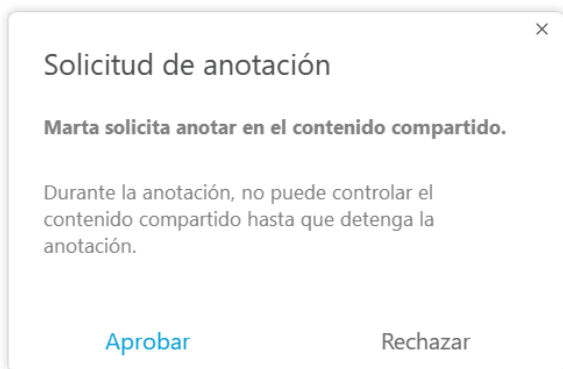 Solicitud de anotación
Marta solicita anotar en el contenido compartido.
Durante la anotación, no puede controlar el
contenido compartido hasta que detenga la
anotación.
Aprobar
Rechazar